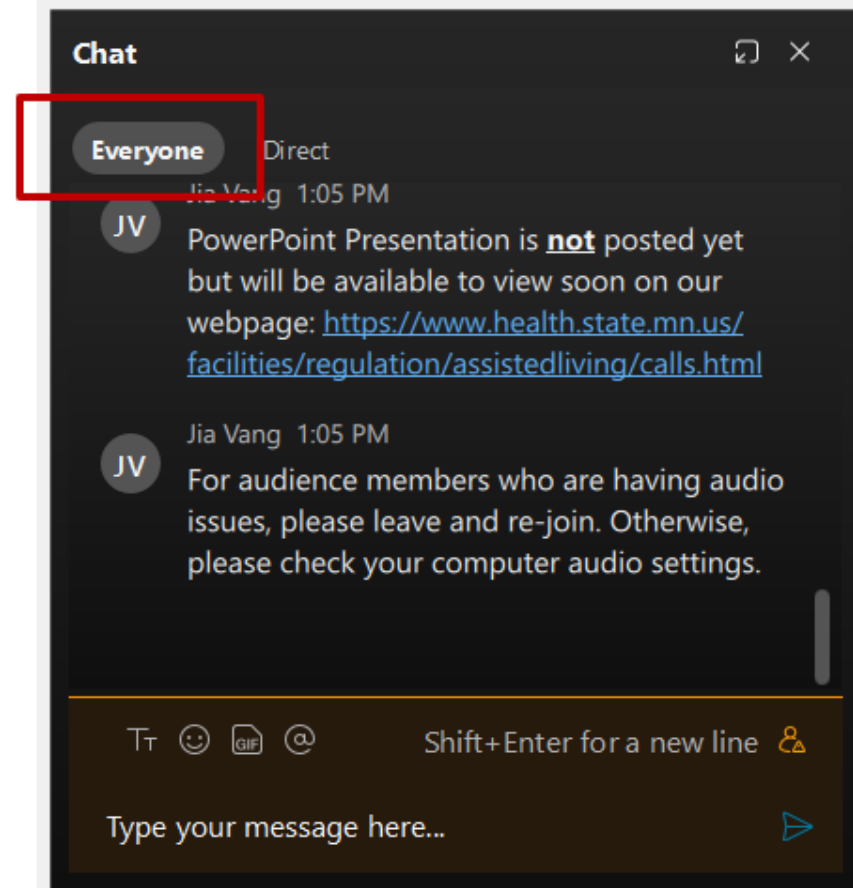 Chat
Everyone Direct
Jia Vang 1:05 PM
JV
PowerPoint Presentation is not posted yet
but will be available to view soon on our
webpage: https://www.health.state.mn.us/
facilities/regulation/assistedliving/calls.html
Jia Vang 1:05 PM
JV
For audience members who are having audio
issues, please leave and re-join. Otherwise,
please check your computer audio settings.
TT GIF @ Shift+Enter for a new line
Type your message here...